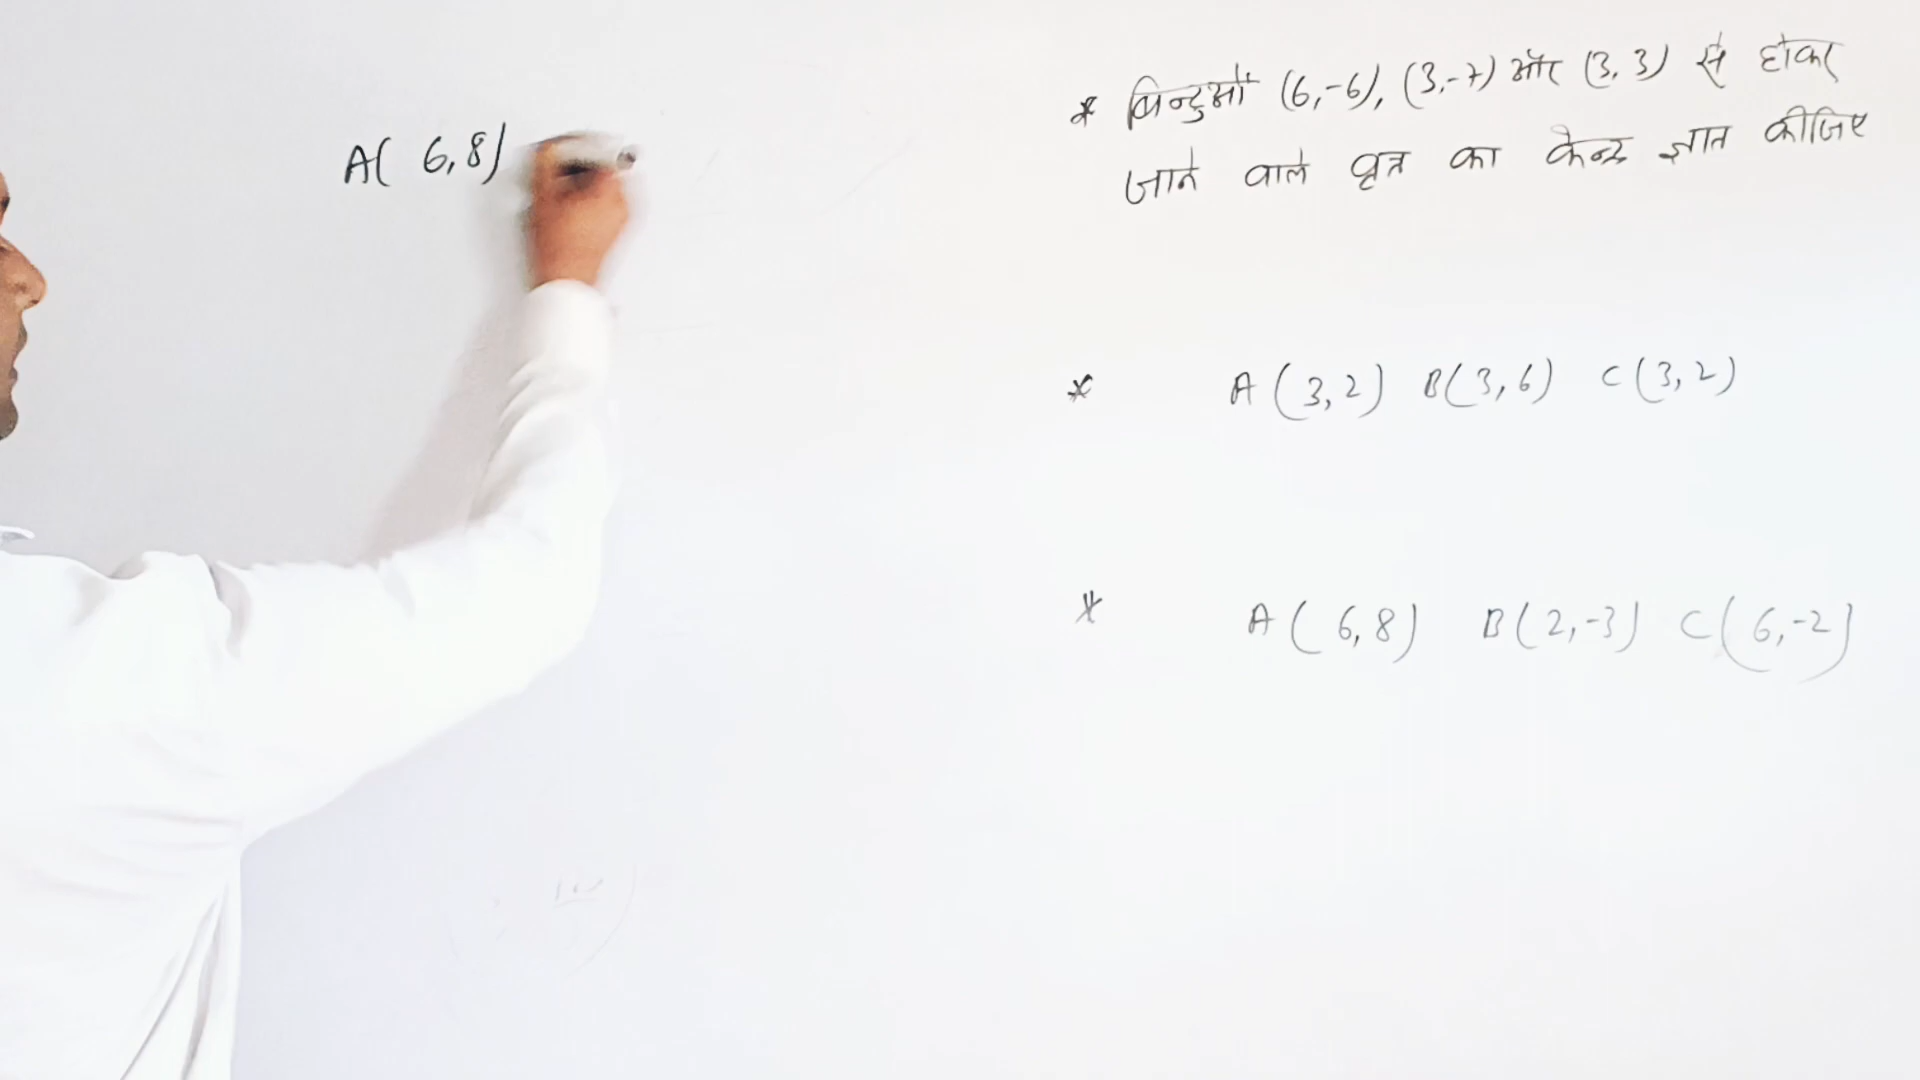 A( 6,8)
* बिन्दुओं (6,-6), (3,-7) और (3,3) से होकर
जाने वाले वृत्त का केन्द्र ज्ञात कीजिए
* A(3,2) B(3,6) C(3,2)
* A(6,8) B(2,-3) C(6,-2)